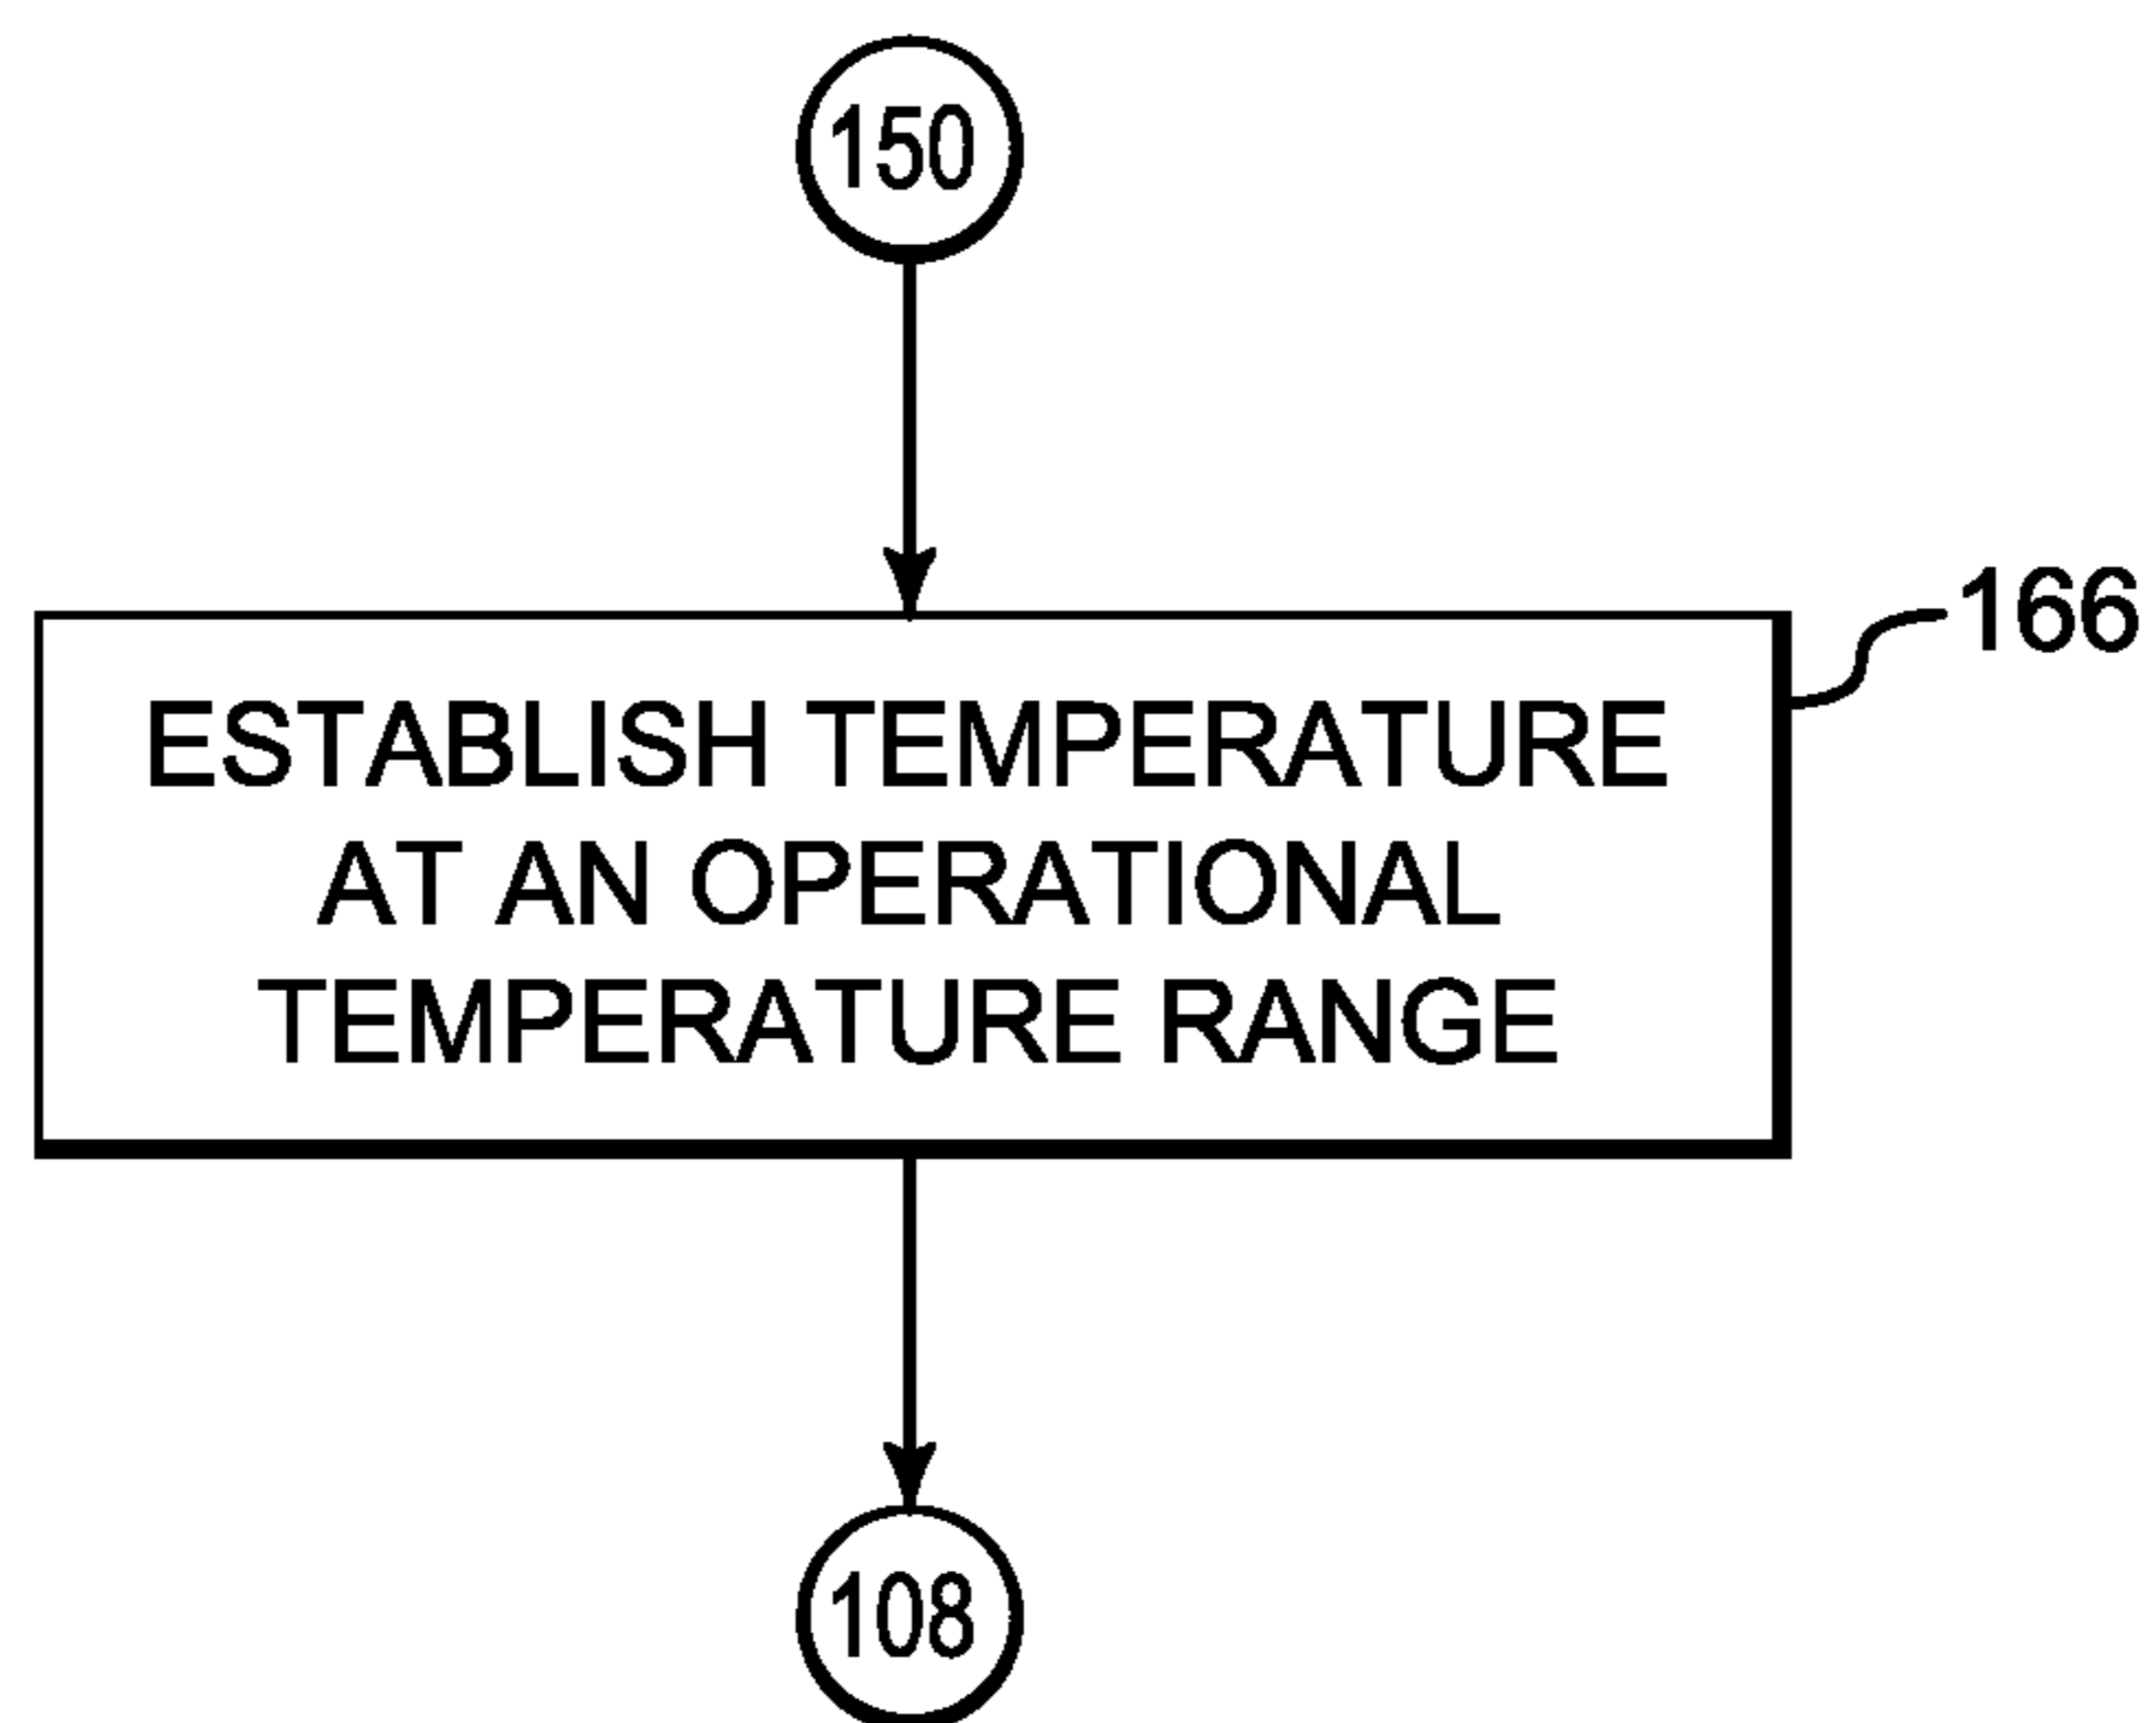 150
166
ESTABLISH TEMPERATURE
AT AN OPERATIONAL
TEMPERATURE RANGE
108